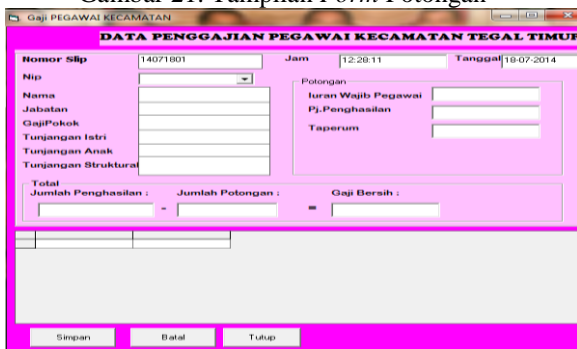 Gambar 21. Tampilan Form Potongan
Gaji PEGAWAI KECAMATAN
DATA PENGGAJIAN PEGAWAI KECAMATAN TEGAL TIMUR
Nomor Slip 14071801 Jam 12:28:11 Tanggal 18-07-2014
Nip
Nama
Jabatan
GajiPokok
Tunjangan Istri
Tunjangan Anak
Tunjangan Struktural
Potongan
Iuran Wajib Pegawai
Pj.Penghasilan
Taperum
Total
Jumlah Penghasilan : Jumlah Potongan : Gaji Bersih :
- =
Simpan Batal Tutup